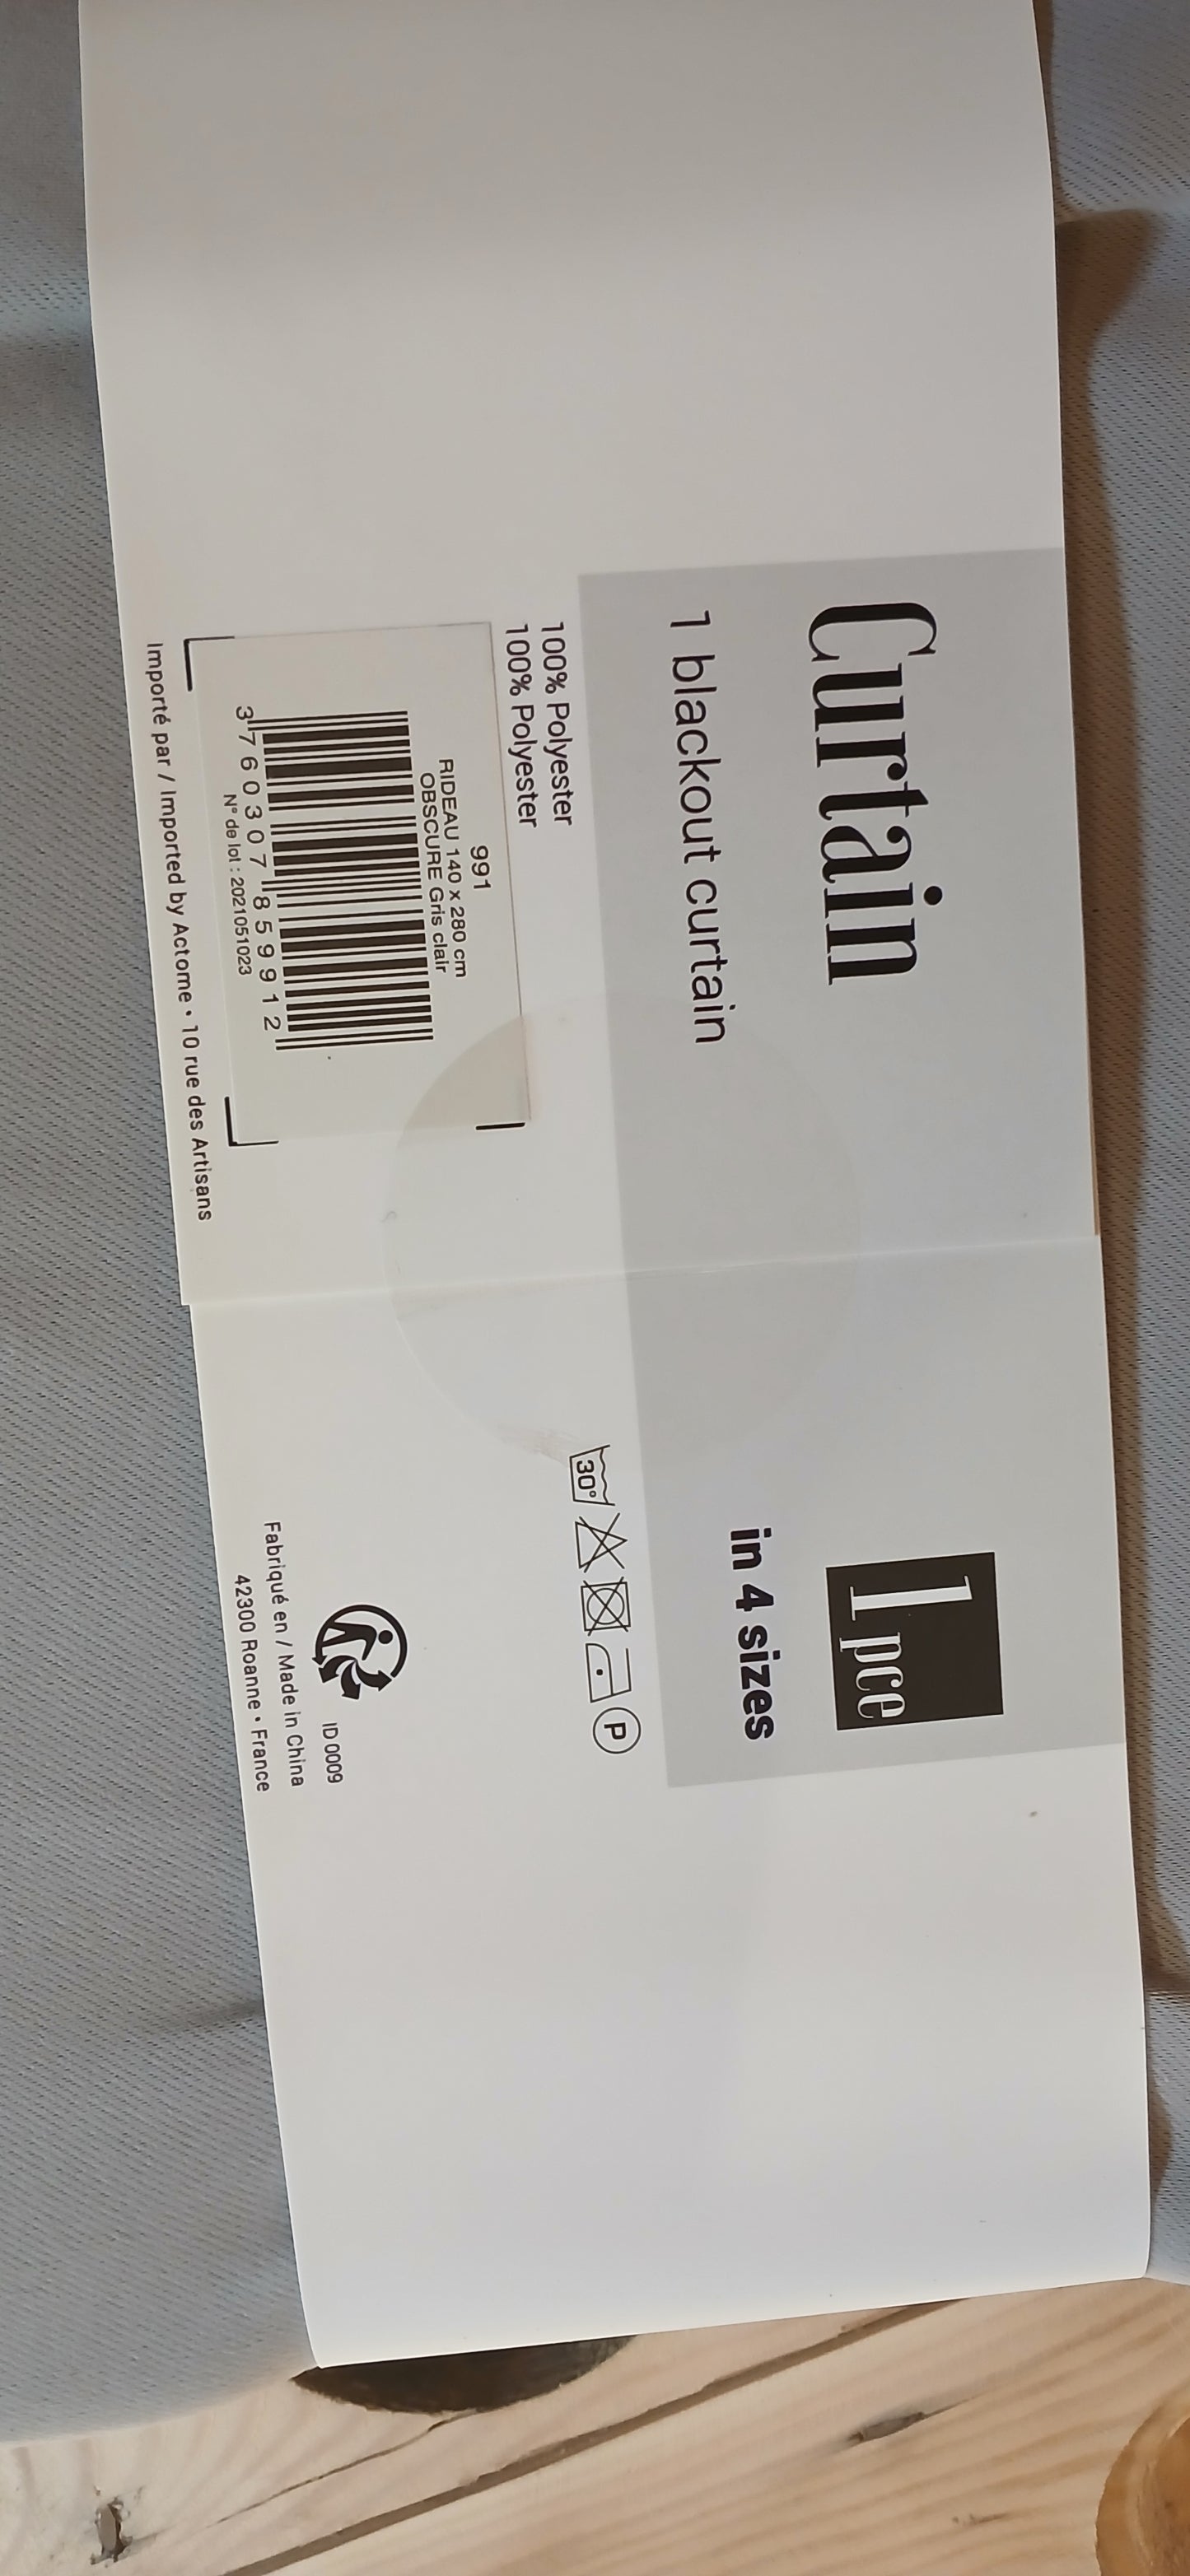 Curtain
1 pce
1 blackout curtain
in 4 sizes
100% Polyester
100% Polyester
30°
P
991
RIDEAU 140 x 280 cm
OBSCURE Gris clair
3 760307 859912
N° de lot : 2021051023
ID 0009
Fabriqué en / Made in China
Importé par / Imported by Actome • 10 rue des Artisans
42300 Roanne • France